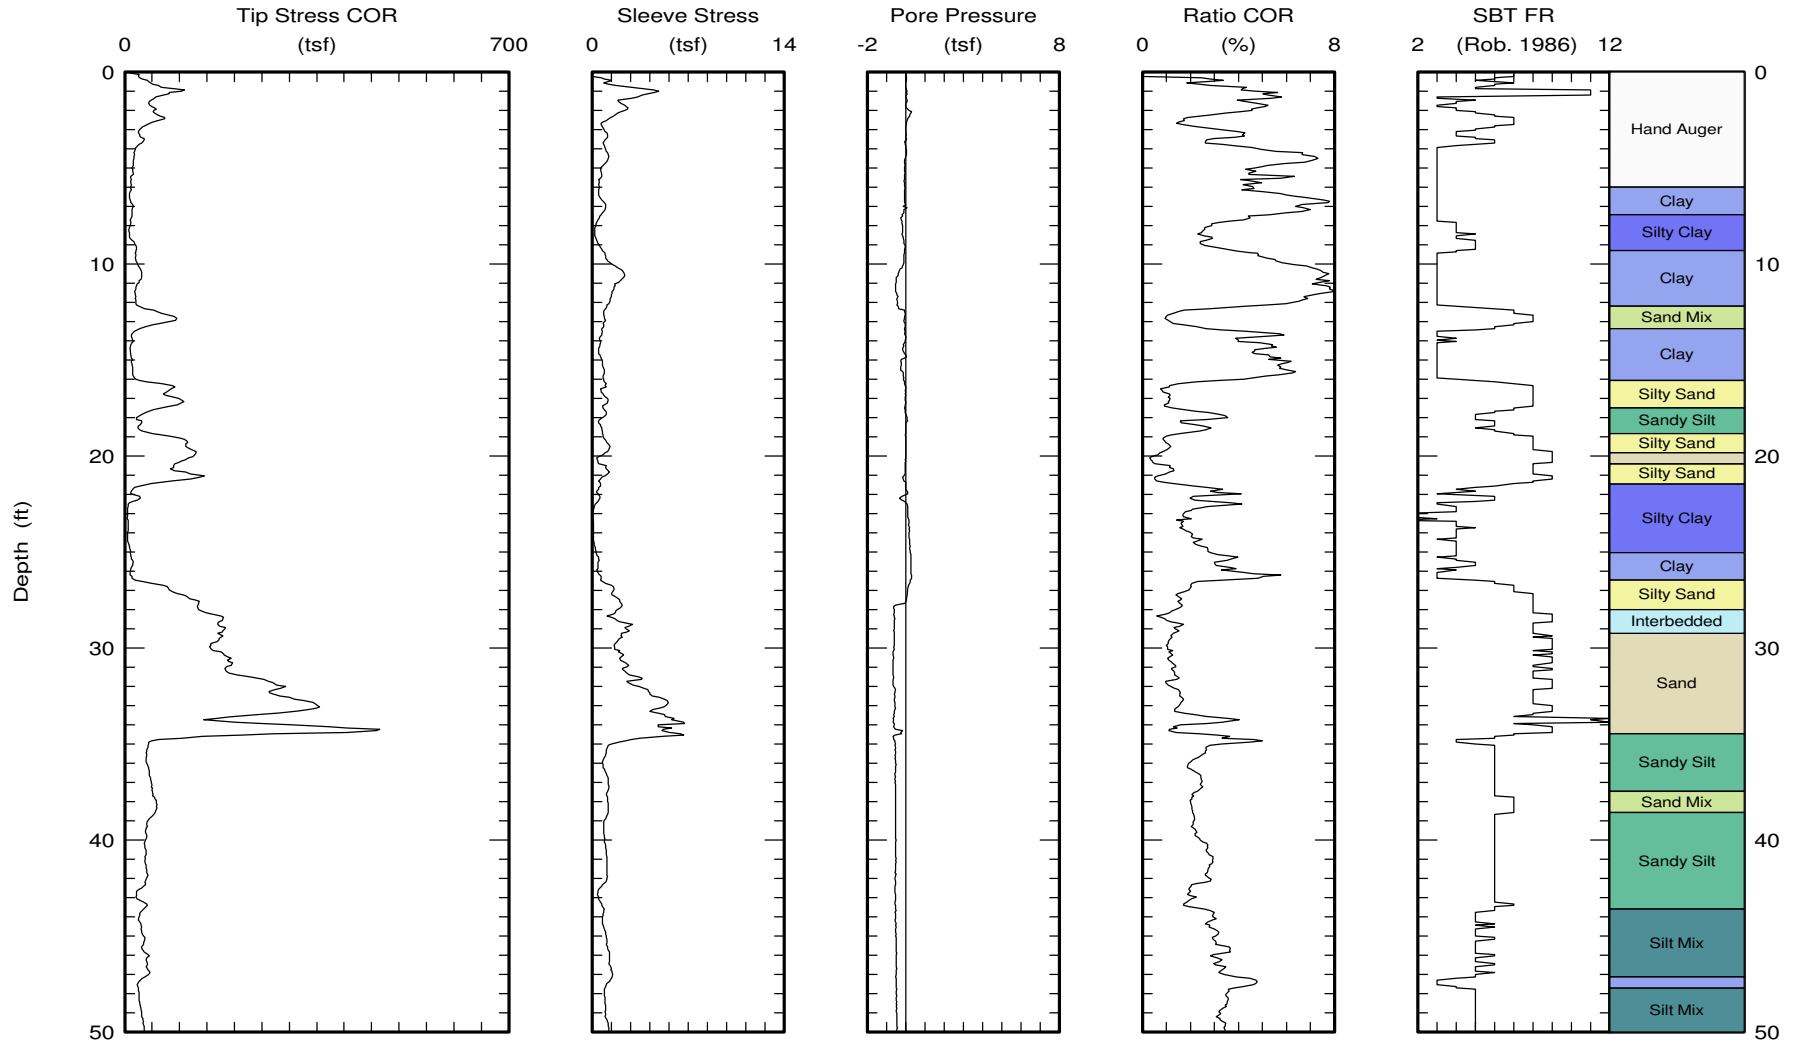 Tip Stress COR Sleeve Stress Pore Pressure Ratio COR SBT FR
0 (tsf) 700 0 (tsf) 14 -2 (tsf) 8 0 (%) 8 2 (Rob. 1986) 12
0 0
Hand Auger
Clay
Silty Clay
10 10
Clay
Sand Mix
Clay
Silty Sand
Sandy Silt
Silty Sand
20 20
Silty Sand
Silty Clay
Depth (ft)
Clay
Silty Sand
Interbedded
30 30
Sand
Sandy Silt
Sand Mix
40 40
Sandy Silt
Silt Mix
Silt Mix
50 50